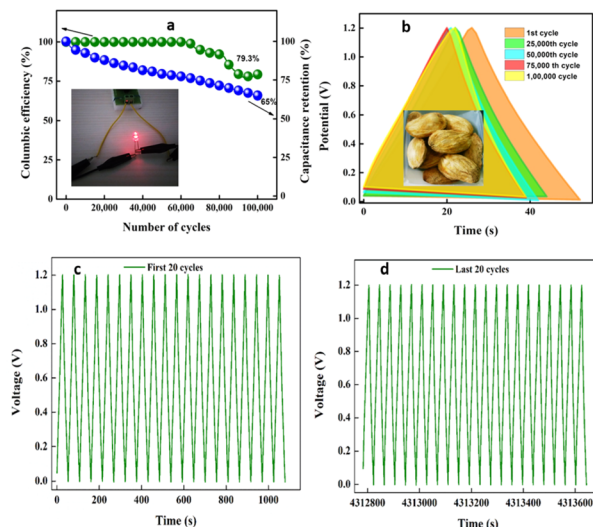 a
Columbic efficiency (%)
100
75
50
25
0
79.3%
65%
Capacitance retention (%)
100
75
50
25
0
0
20,000
40,000
60,000
80,000
100,000
Number of cycles
b
Potential (V)
1.2
1.0
0.8
0.6
0.4
0.2
0.0
1st cycle
25,000th cycle
50,000th cycle
75,000 th cycle
1,00,000 cycle
0
20
40
Time (s)
c
First 20 cycles
Voltage (V)
1.2
1.0
0.8
0.6
0.4
0.2
0.0
0
200
400
600
800
1000
Time (s)
d
Last 20 cycles
Voltage (V)
1.2
1.0
0.8
0.6
0.4
0.2
0.0
4312800
4313000
4313200
4313400
4313600
Time (s)